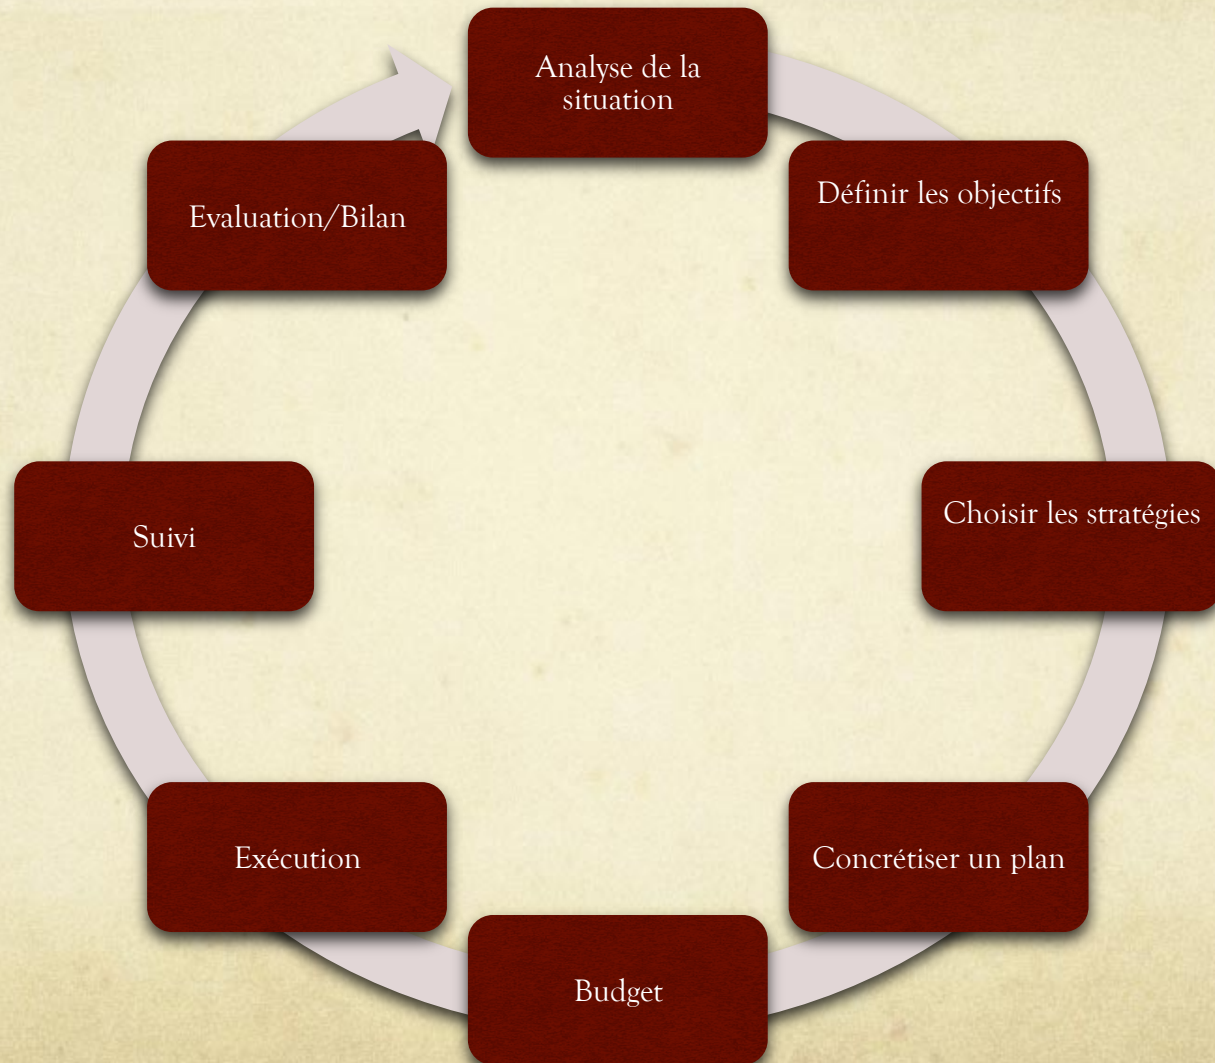 Analyse de la
situation
Définir les objectifs
Choisir les stratégies
Concrétiser un plan
Budget
Exécution
Suivi
Evaluation/Bilan